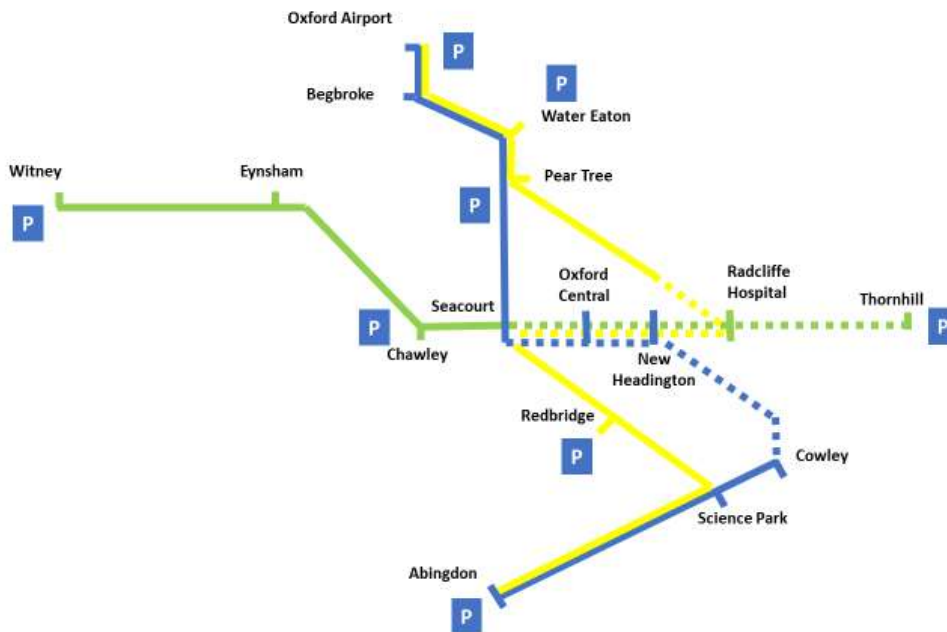 Oxford Airport
P
P
Begbroke
Water Eaton
Witney
Eynsham
Pear Tree
P
P
Oxford
Central
Radcliffe
Hospital
Seacourt
Thornhill
P
P
Chawley
New
Headington
Redbridge
P
Cowley
Science Park
Abingdon
P